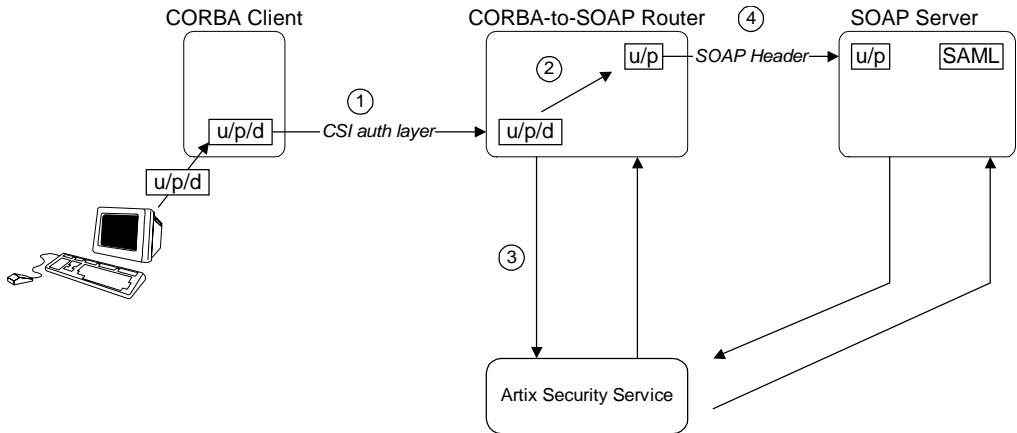 CORBA Client
CORBA-to-SOAP Router
4
SOAP Server
u/p
SOAP Header
u/p
SAML
2
1
u/p/d
CSI auth layer
u/p/d
u/p/d
3
Artix Security Service